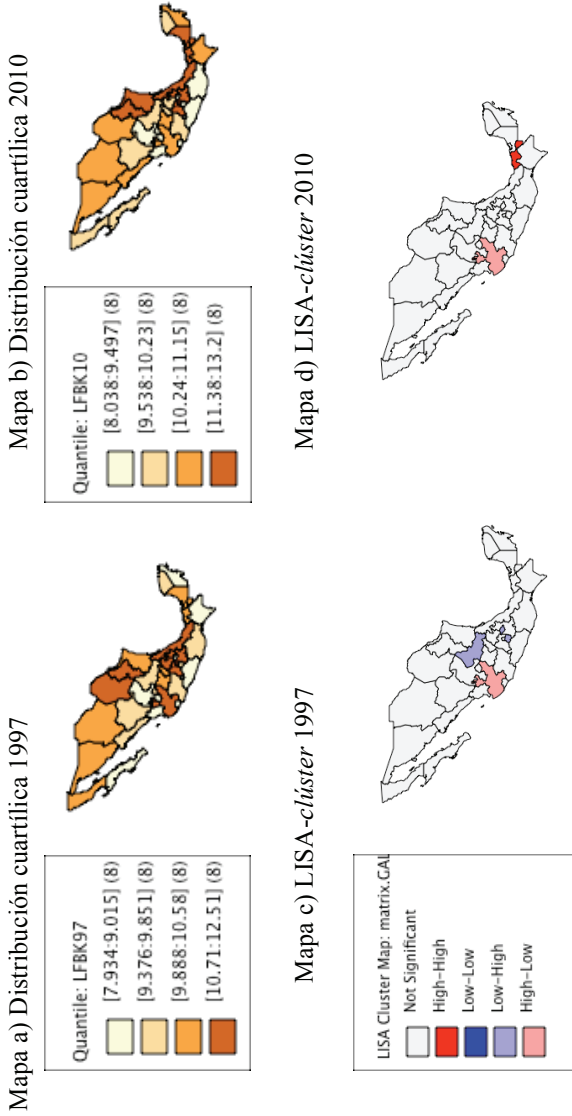 Mapa a) Distribución cuartílica 1997
Quantile: LFBK97
[7.934:9.015] (8)
[9.376:9.851] (8)
[9.888:10.58] (8)
[10.71:12.51] (8)
Mapa b) Distribución cuartílica 2010
Quantile: LFBK10
[8.038:9.497] (8)
[9.538:10.23] (8)
[10.24:11.15] (8)
[11.38:13.2] (8)
Mapa c) LISA-clúster 1997
LISA Cluster Map: matrix.GAL
Not Significant
High-High
Low-Low
Low-High
High-Low
Mapa d) LISA-clúster 2010